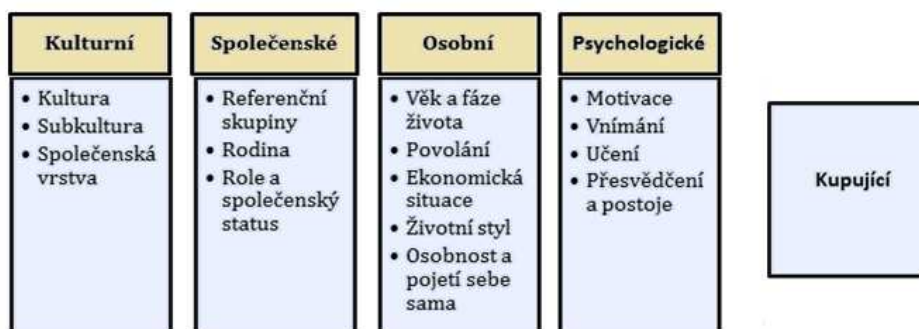 Kulturní
• Kultura
• Subkultura
• Společenská
vrstva
Společenské
• Referenční
skupiny
• Rodina
• Role a
společenský
status
Osobní
• Věk a fáze
života
• Povolání
• Ekonomická
situace
• Životní styl
• Osobnost a
pojetí sebe
sama
Psychologické
• Motivace
• Vnímání
• Učení
• Přesvědčení
a postoje
Kupující